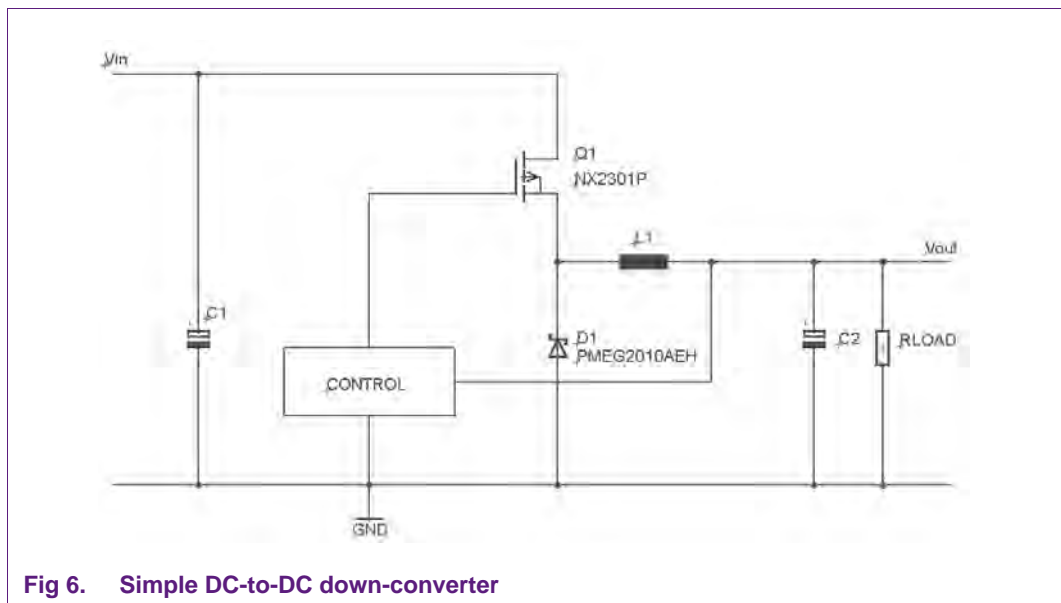 Vin
Q1
NX2301P
L1
Vout
C1
D1
PMEG2010AEH
C2
RLOAD
CONTROL
GND
Fig 6. Simple DC-to-DC down-converter